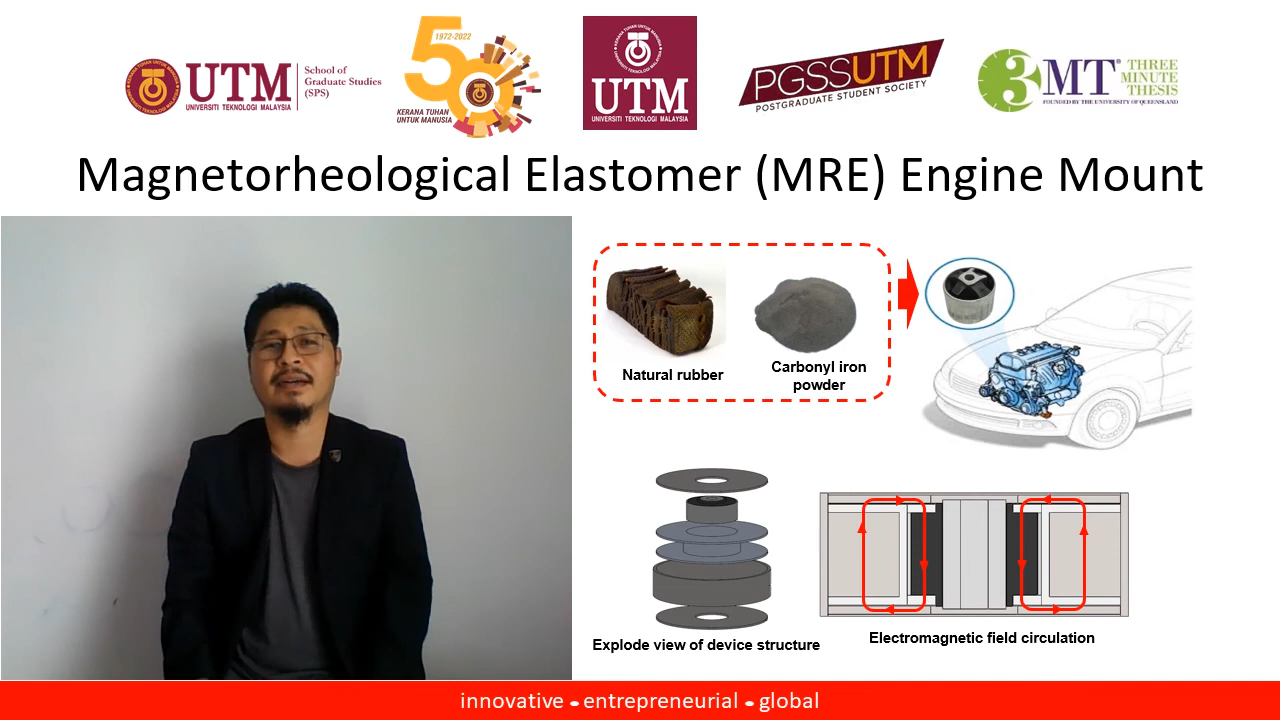 UTM
UNIVERSITI TEKNOLOGI MALAYSIA
School of
Graduate Studies
(SPS)
50
1972-2022
KERANA TUHAN
UNTUK MANUSIA
UTM
UNIVERSITI TEKNOLOGI MALAYSIA
PGSSUTM
POSTGRADUATE STUDENT SOCIETY
3MT®
THREE
MINUTE
THESIS
FOUNDED BY THE UNIVERSITY OF QUEENSLAND
Magnetorheological Elastomer (MRE) Engine Mount
Natural rubber
Carbonyl iron
powder
Explode view of device structure
Electromagnetic field circulation
innovative • entrepreneurial • global